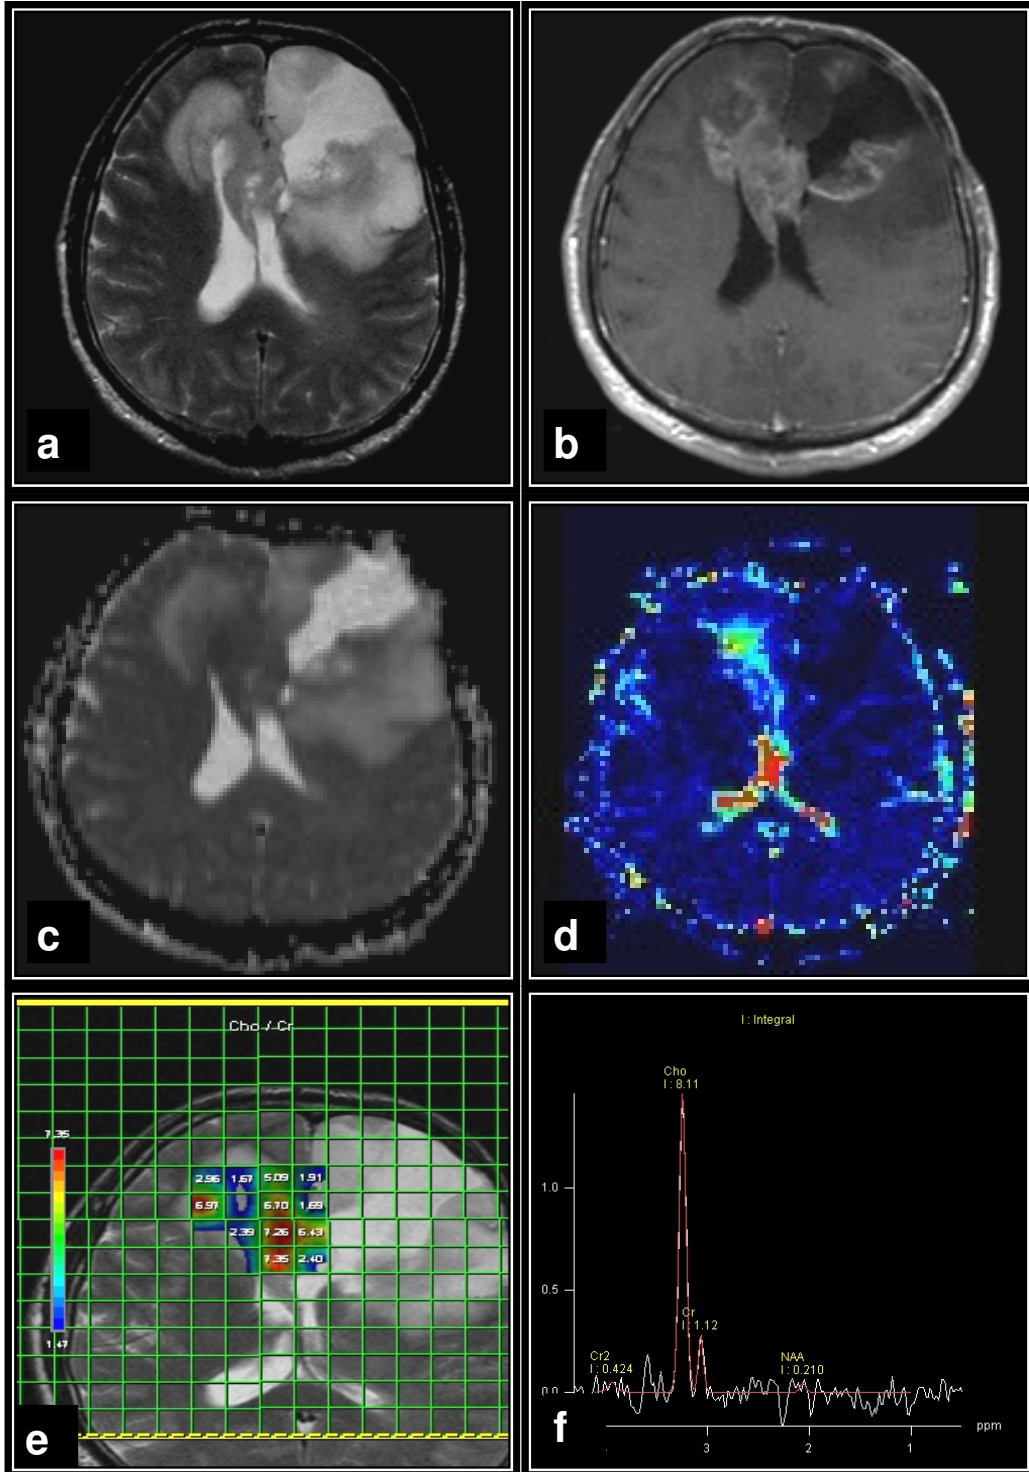 a
b
c
d
Cho / Cr
7.35
2.96 1.67 5.09 1.91
6.97 6.70 1.69
2.39 7.26 6.43
7.35 2.40
1.47
e
I : Integral
Cho
I : 8.11
1.0
0.5
Cr
I : 1.12
Cr2
I : 0.424
NAA
I : 0.210
0.0
ppm
3 2 1
f